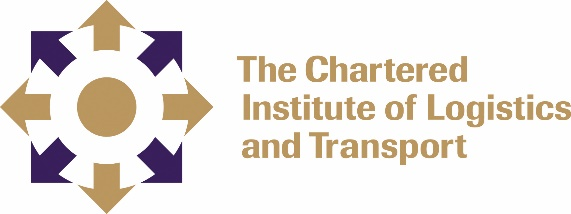 The Chartered
Institute of Logistics
and Transport